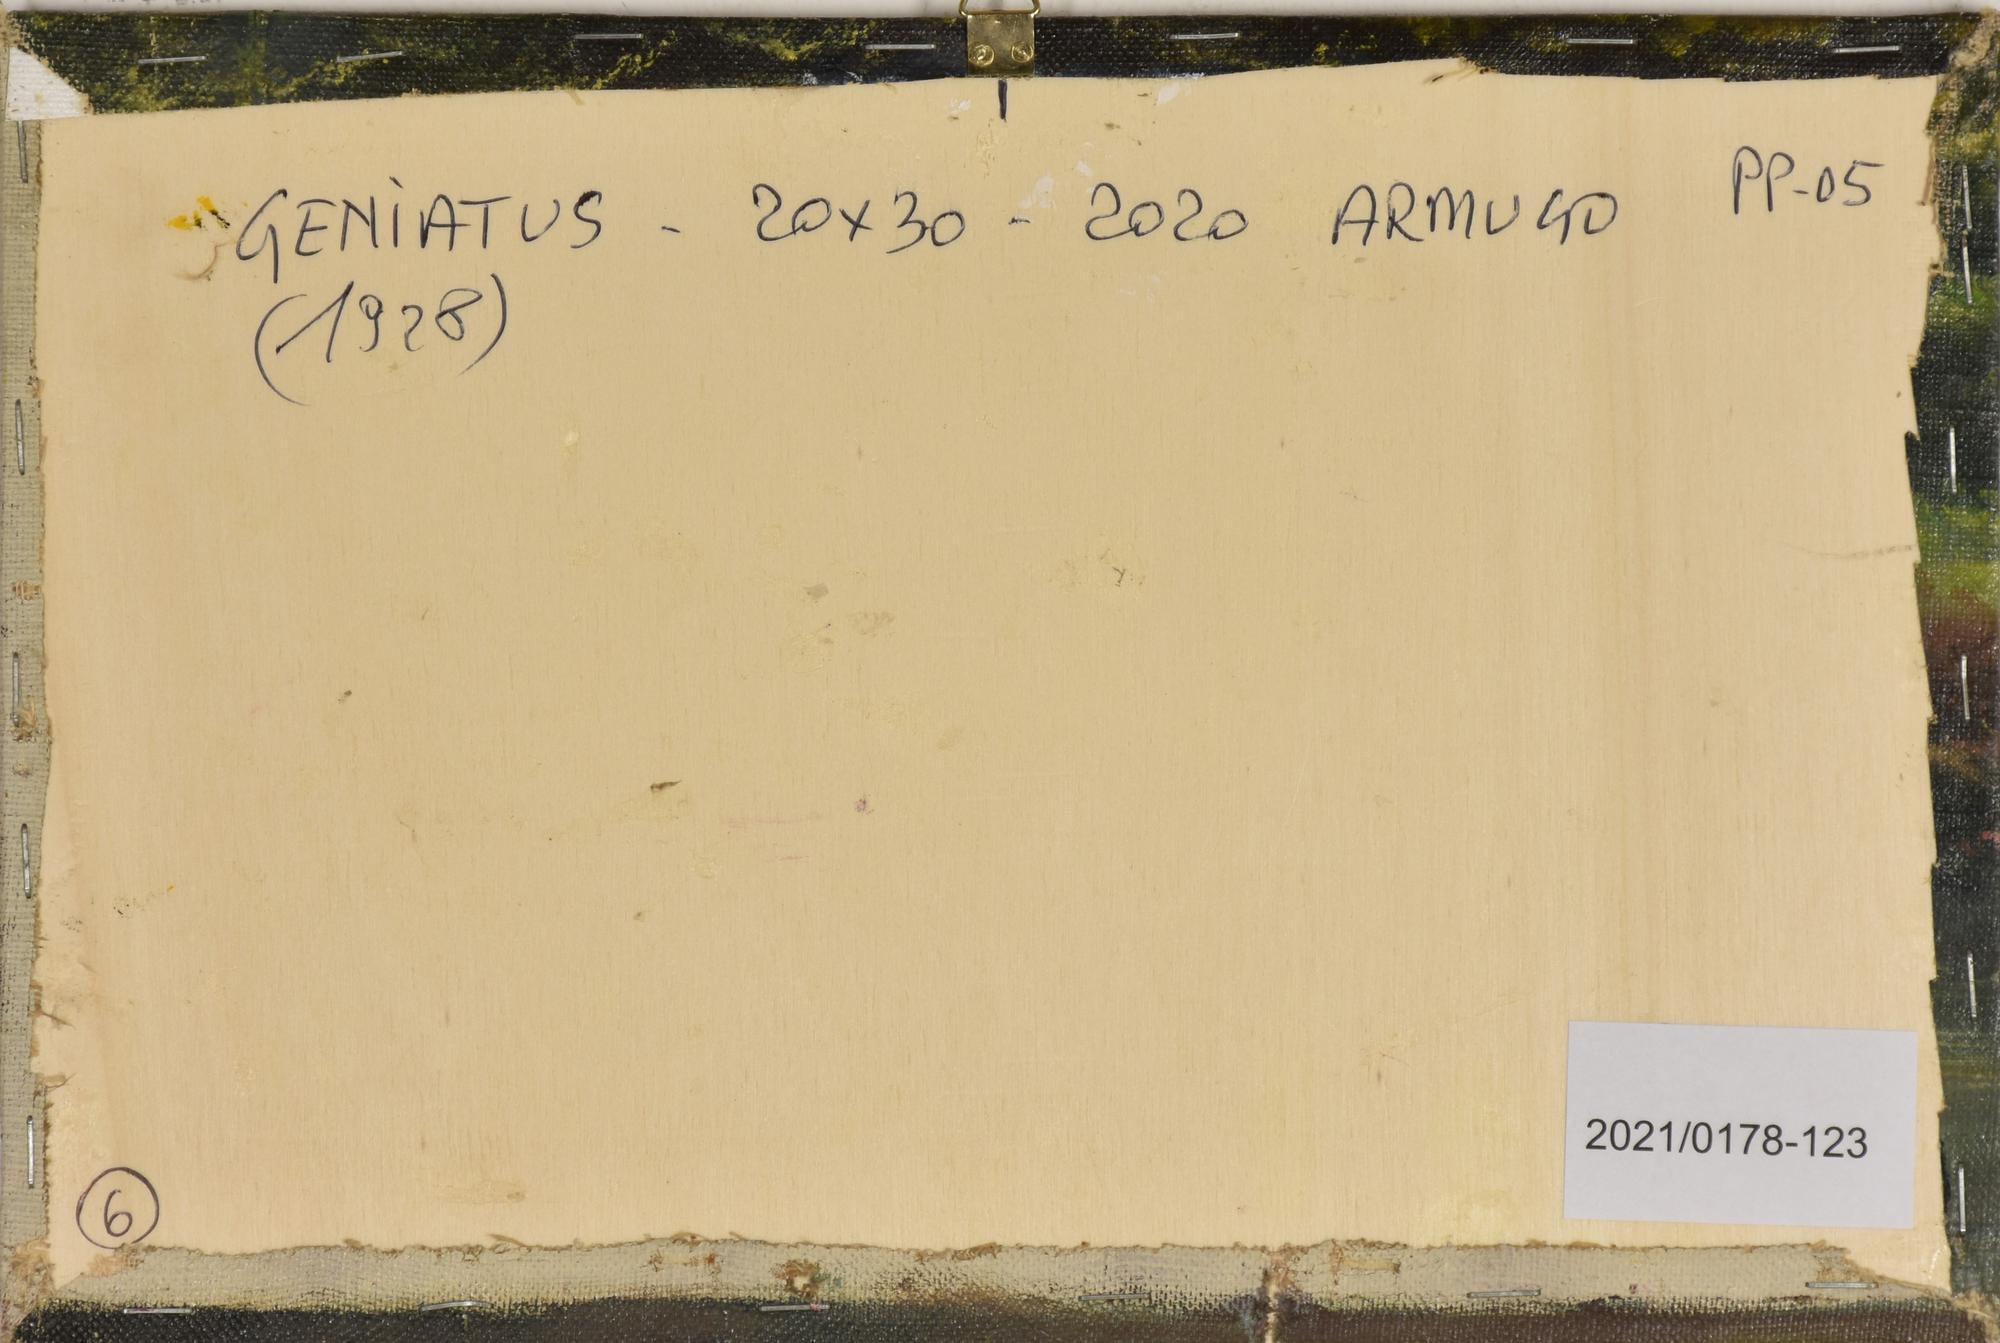 GENIATUS - 20x30 - 2020 ARMUGO PP-05
(1928)
2021/0178-123
6